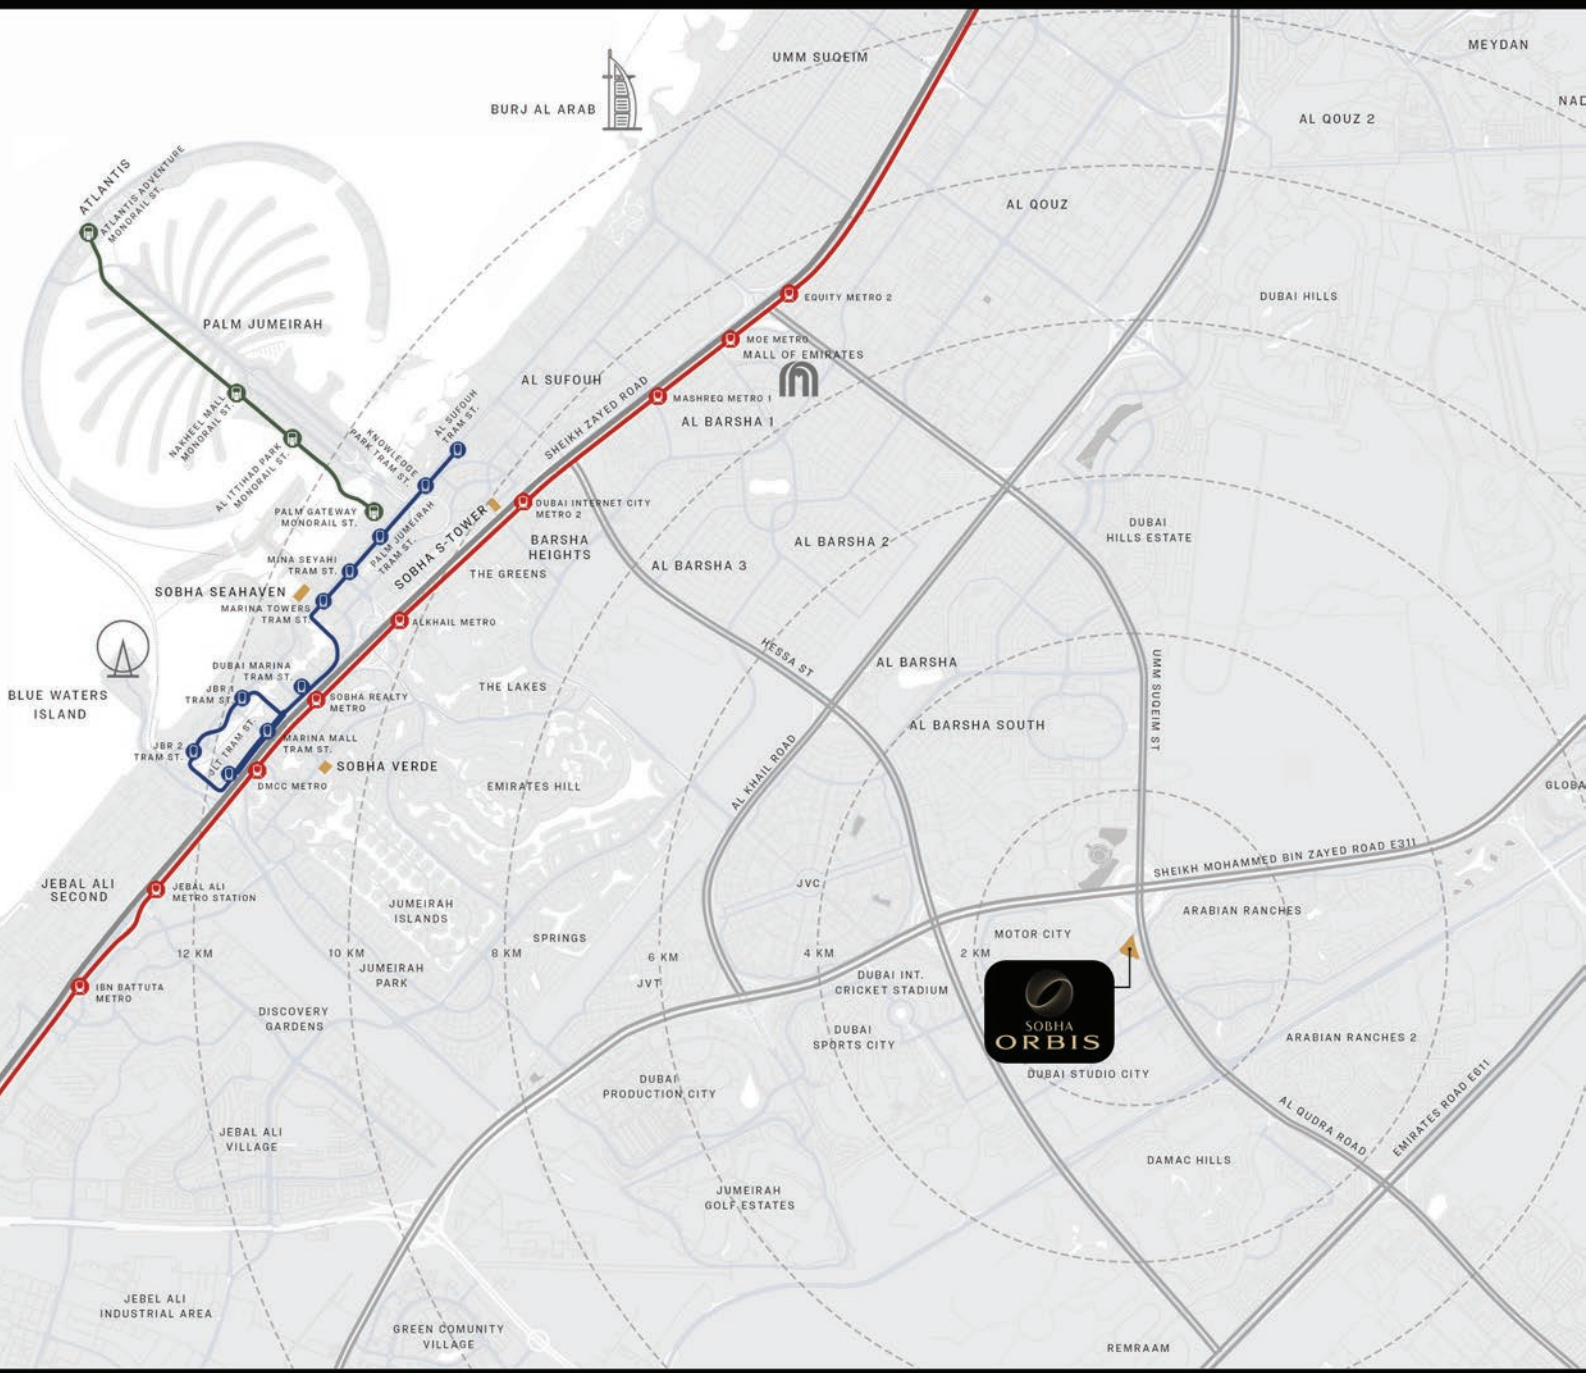 UMM SUQEIM
MEYDAN
BURJ AL ARAB
NAD
AL QOUZ 2
ATLANTIS
ATLANTIS ADVENTURE
MONORAIL ST.
AL QOUZ
EQUITY METRO 2
DUBAI HILLS
PALM JUMEIRAH
MOE METRO
MALL OF EMIRATES
AL SUFOUH
SHEIKH ZAYED ROAD
MASHREQ METRO 1
AL BARSHA 1
NAKHEEL MALL
MONORAIL ST.
AL ITTIHAD PARK
MONORAIL ST.
KNOWLEDGE
PARK TRAM ST.
AL SUFOUH
TRAM ST.
PALM GATEWAY
MONORAIL ST.
PALM JUMEIRAH
TRAM ST.
SOBHA S-TOWER
DUBAI INTERNET CITY
METRO 2
BARSHA
HEIGHTS
THE GREENS
AL BARSHA 2
AL BARSHA 3
DUBAI
HILLS ESTATE
MINA SEYAHI
TRAM ST.
SOBHA SEAHAVEN
MARINA TOWERS
TRAM ST.
ALKHAIL METRO
HESSA ST
AL BARSHA
UMM SUQEIM ST
DUBAI MARINA
TRAM ST.
JBR 1
TRAM ST.
BLUE WATERS
ISLAND
THE LAKES
SOBHA REALTY
METRO
AL BARSHA SOUTH
JBR 2
TRAM ST.
JLT TRAM ST.
MARINA MALL
TRAM ST.
SOBHA VERDE
DMCC METRO
EMIRATES HILL
AL KHAIL ROAD
GLOBA
SHEIKH MOHAMMED BIN ZAYED ROAD E311
JEBAL ALI
SECOND
JEBAL ALI
METRO STATION
JUMEIRAH
ISLANDS
JVC
ARABIAN RANCHES
SPRINGS
MOTOR CITY
12 KM
10 KM
8 KM
6 KM
4 KM
2 KM
JUMEIRAH
PARK
JVT
DUBAI INT.
CRICKET STADIUM
IBN BATTUTA
METRO
DISCOVERY
GARDENS
DUBAI
SPORTS CITY
SOBHA
ORBIS
ARABIAN RANCHES 2
DUBAI STUDIO CITY
DUBAI
PRODUCTION CITY
AL QUDRA ROAD
EMIRATES ROAD E611
JEBAL ALI
VILLAGE
DAMAC HILLS
JUMEIRAH
GOLF ESTATES
JEBEL ALI
INDUSTRIAL AREA
GREEN COMUNITY
VILLAGE
REMRAAM